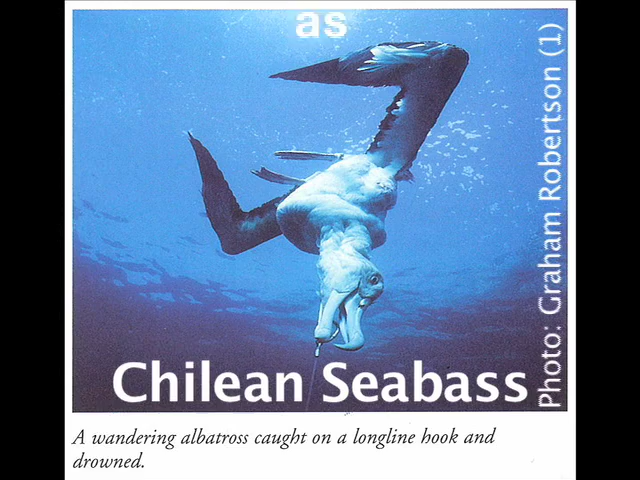 as
Photo: Graham Robertson (1)
Chilean Seabass
A wandering albatross caught on a longline hook and
drowned.